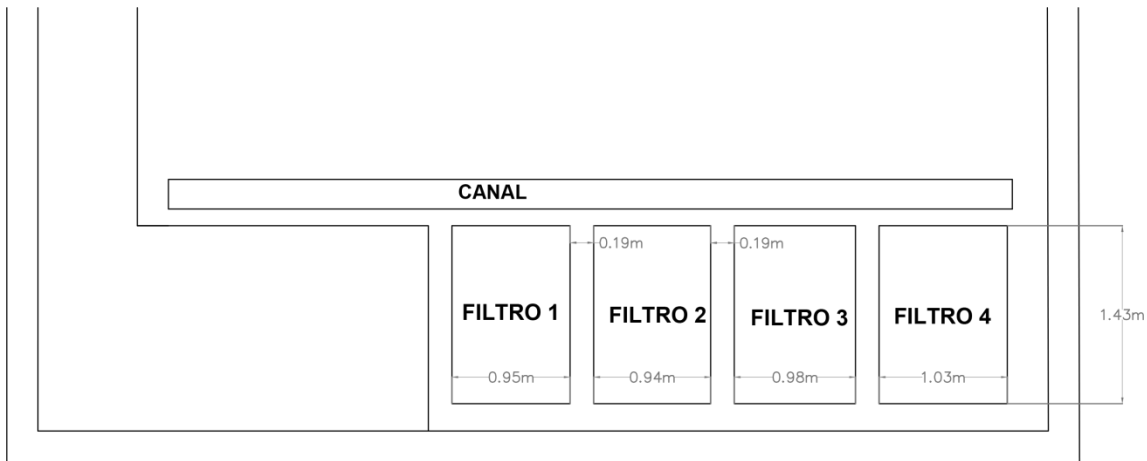 CANAL
0.19m 0.19m
FILTRO 1 FILTRO 2 FILTRO 3 FILTRO 4
1.43m
0.95m 0.94m 0.98m 1.03m